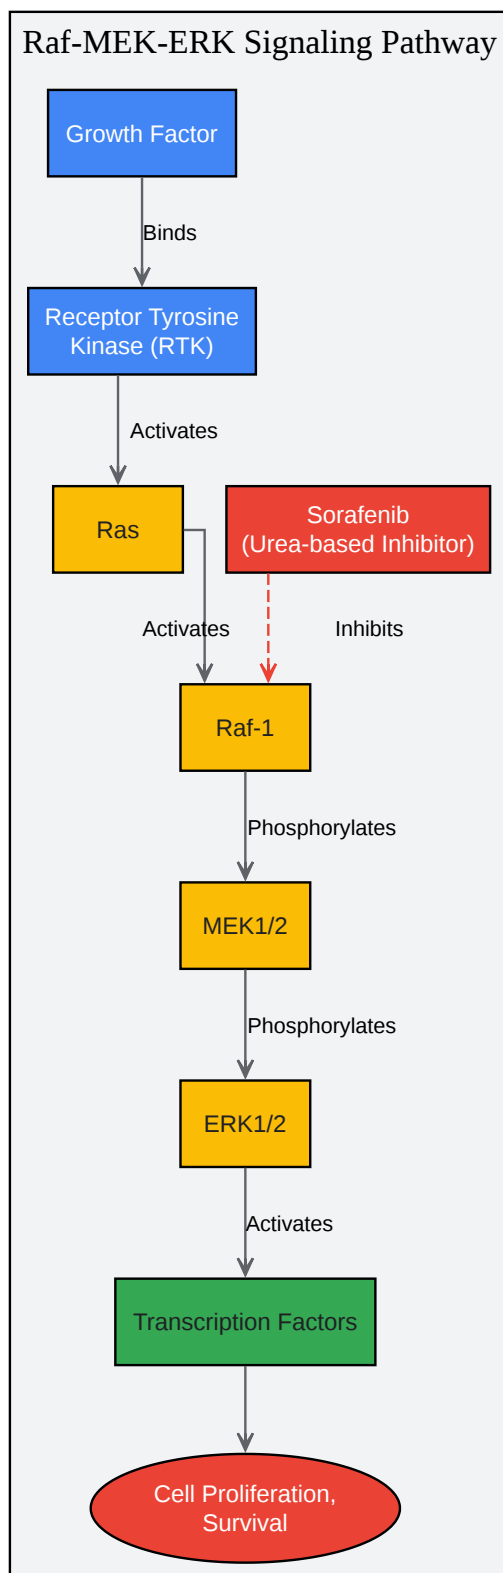 Raf-MEK-ERK Signaling Pathway
Growth Factor
Binds
Receptor Tyrosine
Kinase (RTK)
Activates
Ras
Sorafenib
(Urea-based Inhibitor)
Activates
Inhibits
Raf-1
Phosphorylates
MEK1/2
Phosphorylates
ERK1/2
Activates
Transcription Factors
Cell Proliferation,
Survival